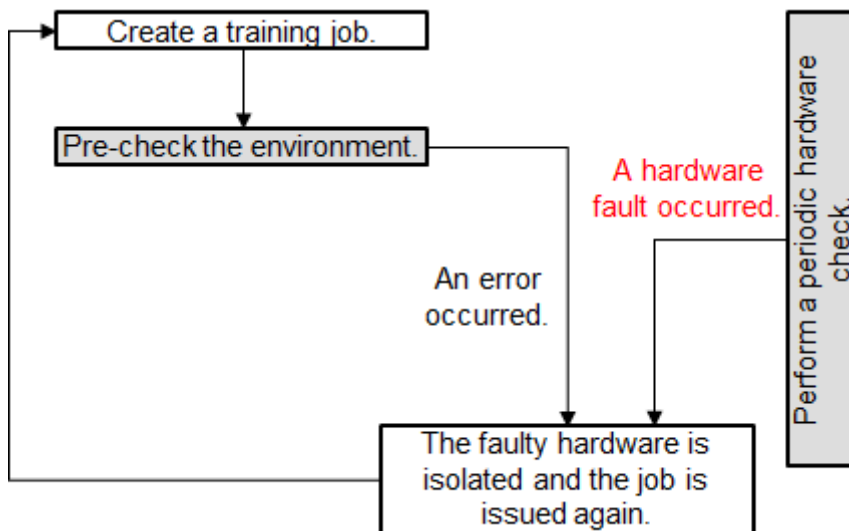 Create a training job.
Pre-check the environment.
A hardware
fault occurred.
An error
occurred.
Perform a periodic hardware
check.
The faulty hardware is
isolated and the job is
issued again.